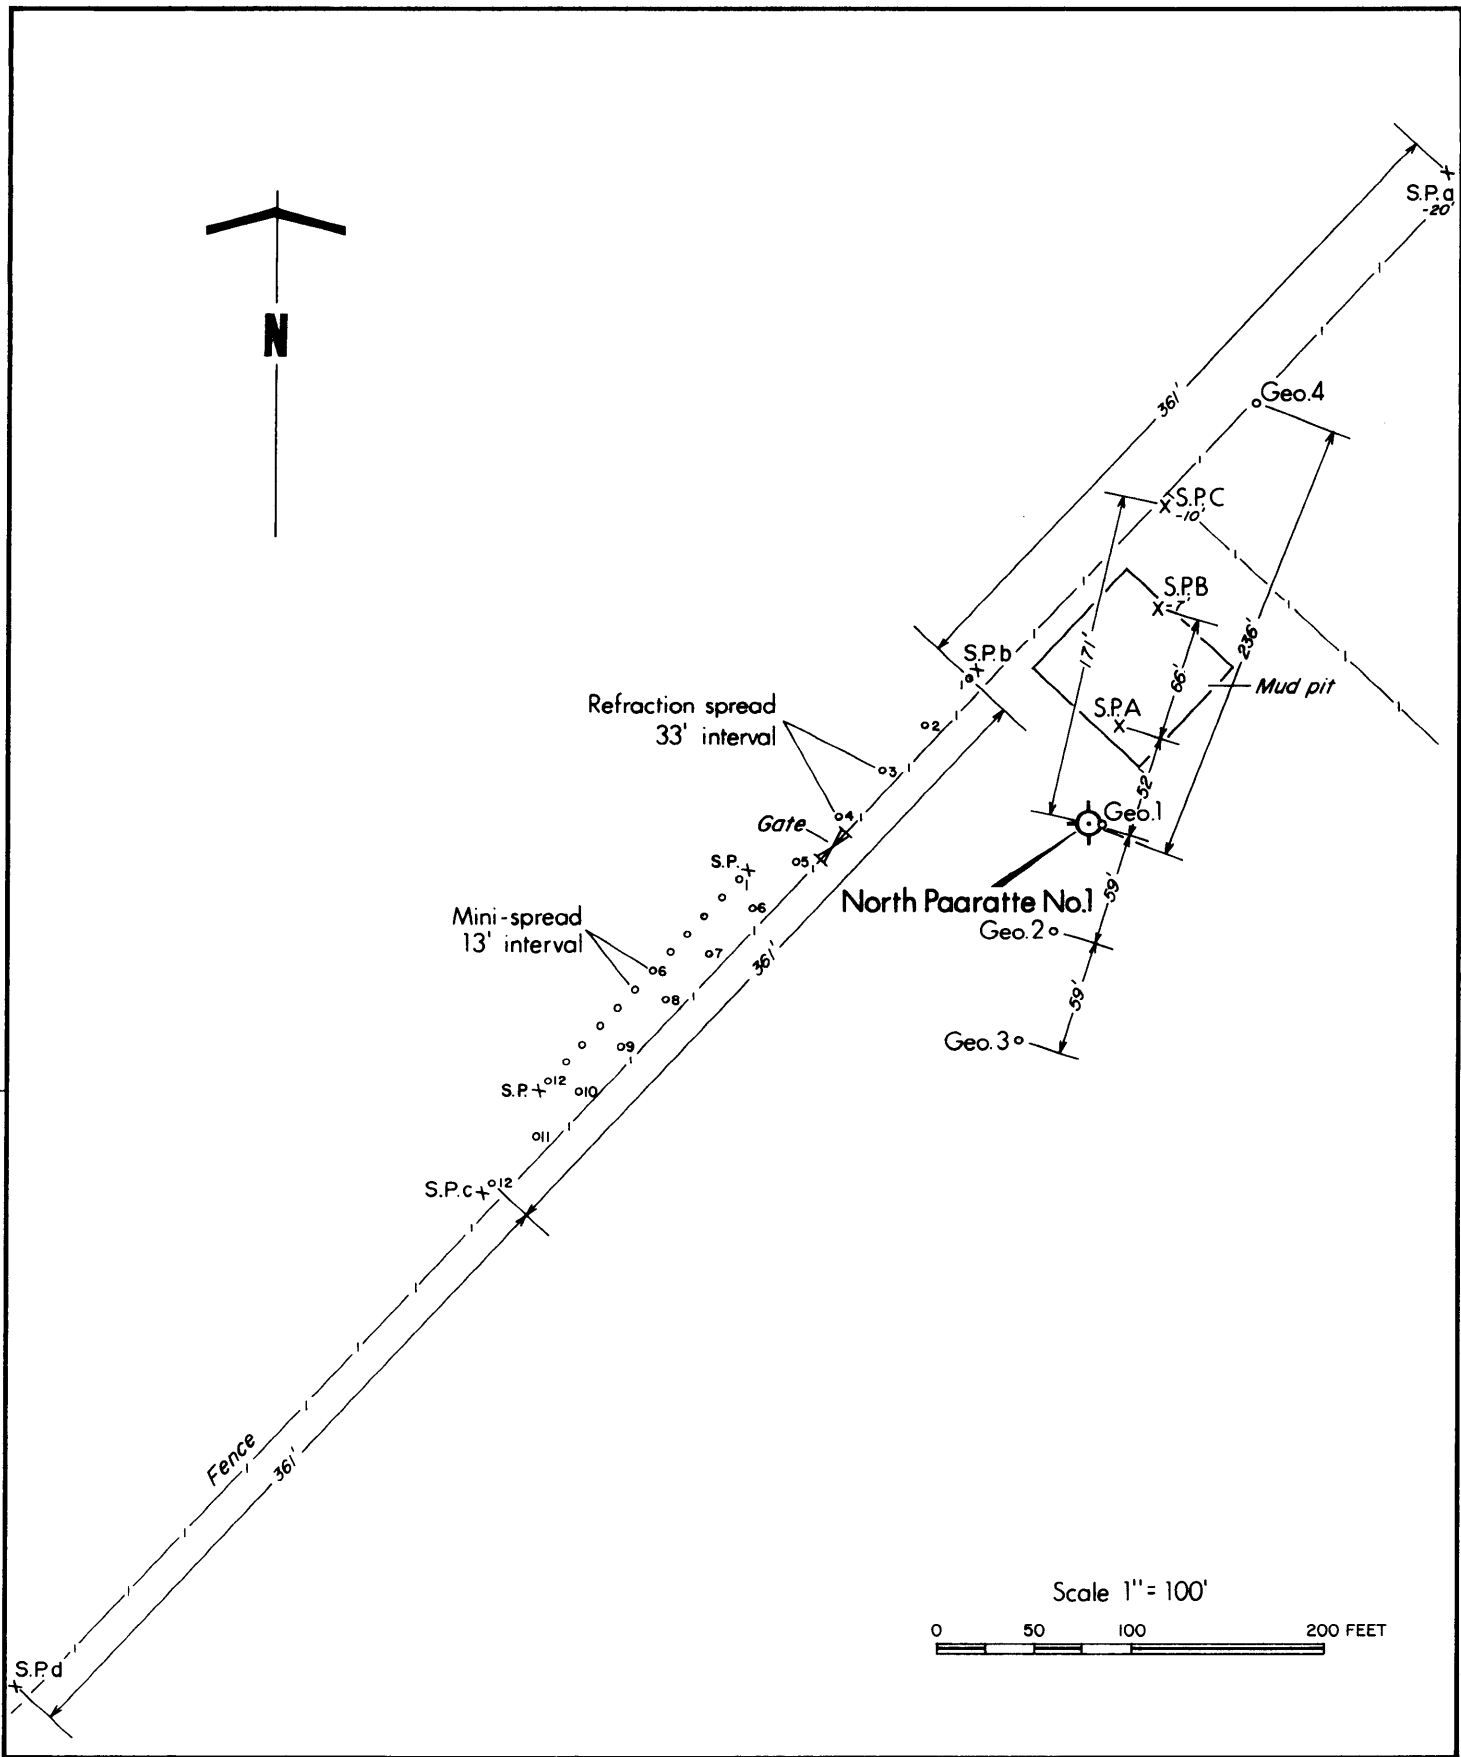 S.P.a
-20'
N
361'
Geo.4
S.P.C
-10'
S.P.B
-7'
171'
236'
66'
S.P.b
1
Mud pit
Refraction spread
33' interval
S.P.A
2
3
52'
4
Geo.1
Gate
5
S.P.
1
59'
North Paaratte No.1
6
Mini-spread
13' interval
Geo.2
7
361'
6
59'
8
Geo.3
9
12
S.P.
10
11
S.P.c
12
Fence
361'
Scale 1" = 100'
0 50 100 200 FEET
S.P.d